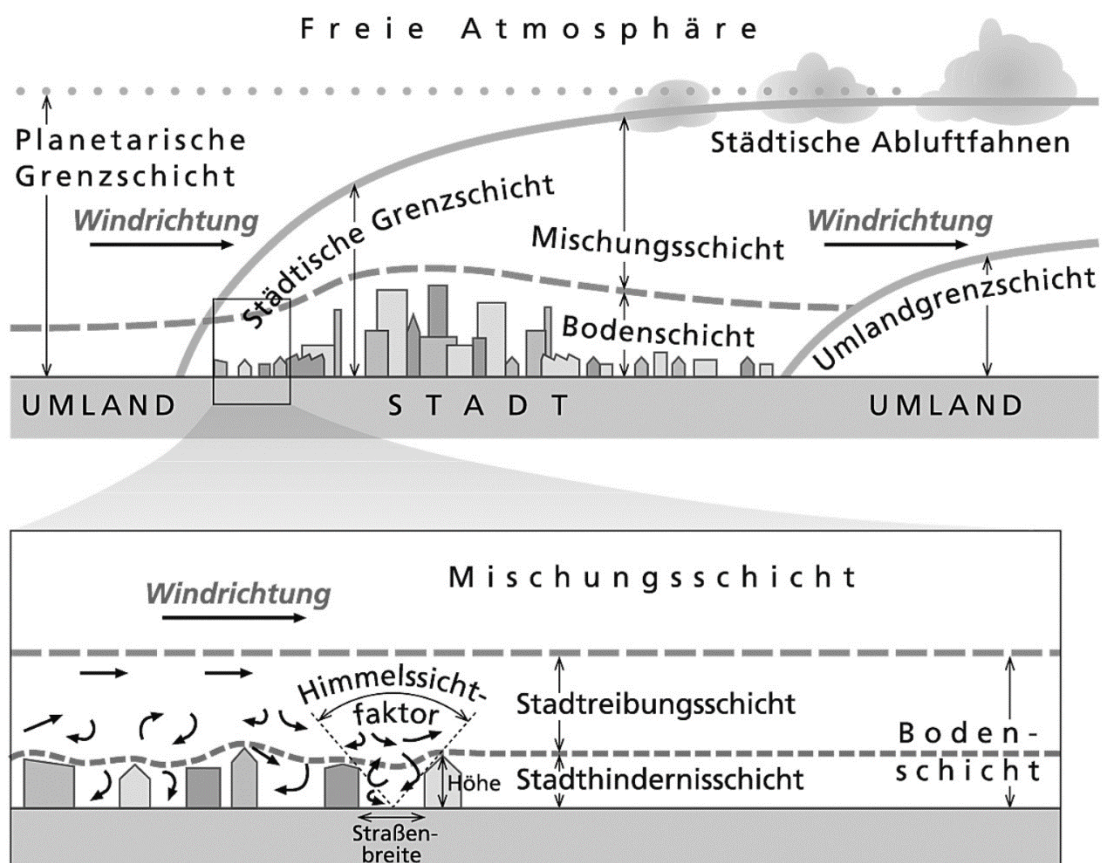 Freie Atmosphäre
Planetarische
Grenzschicht
Städtische Abluftfahnen
Windrichtung
Städtische Grenzschicht
Mischungsschicht
Windrichtung
Bodenschicht
Umlandgrenzschicht
UMLAND
STADT
UMLAND
Mischungsschicht
Windrichtung
Himmelssicht-
faktor
Stadtreibungsschicht
Boden-
schicht
Stadthindernisschicht
Höhe
Straßen-
breite